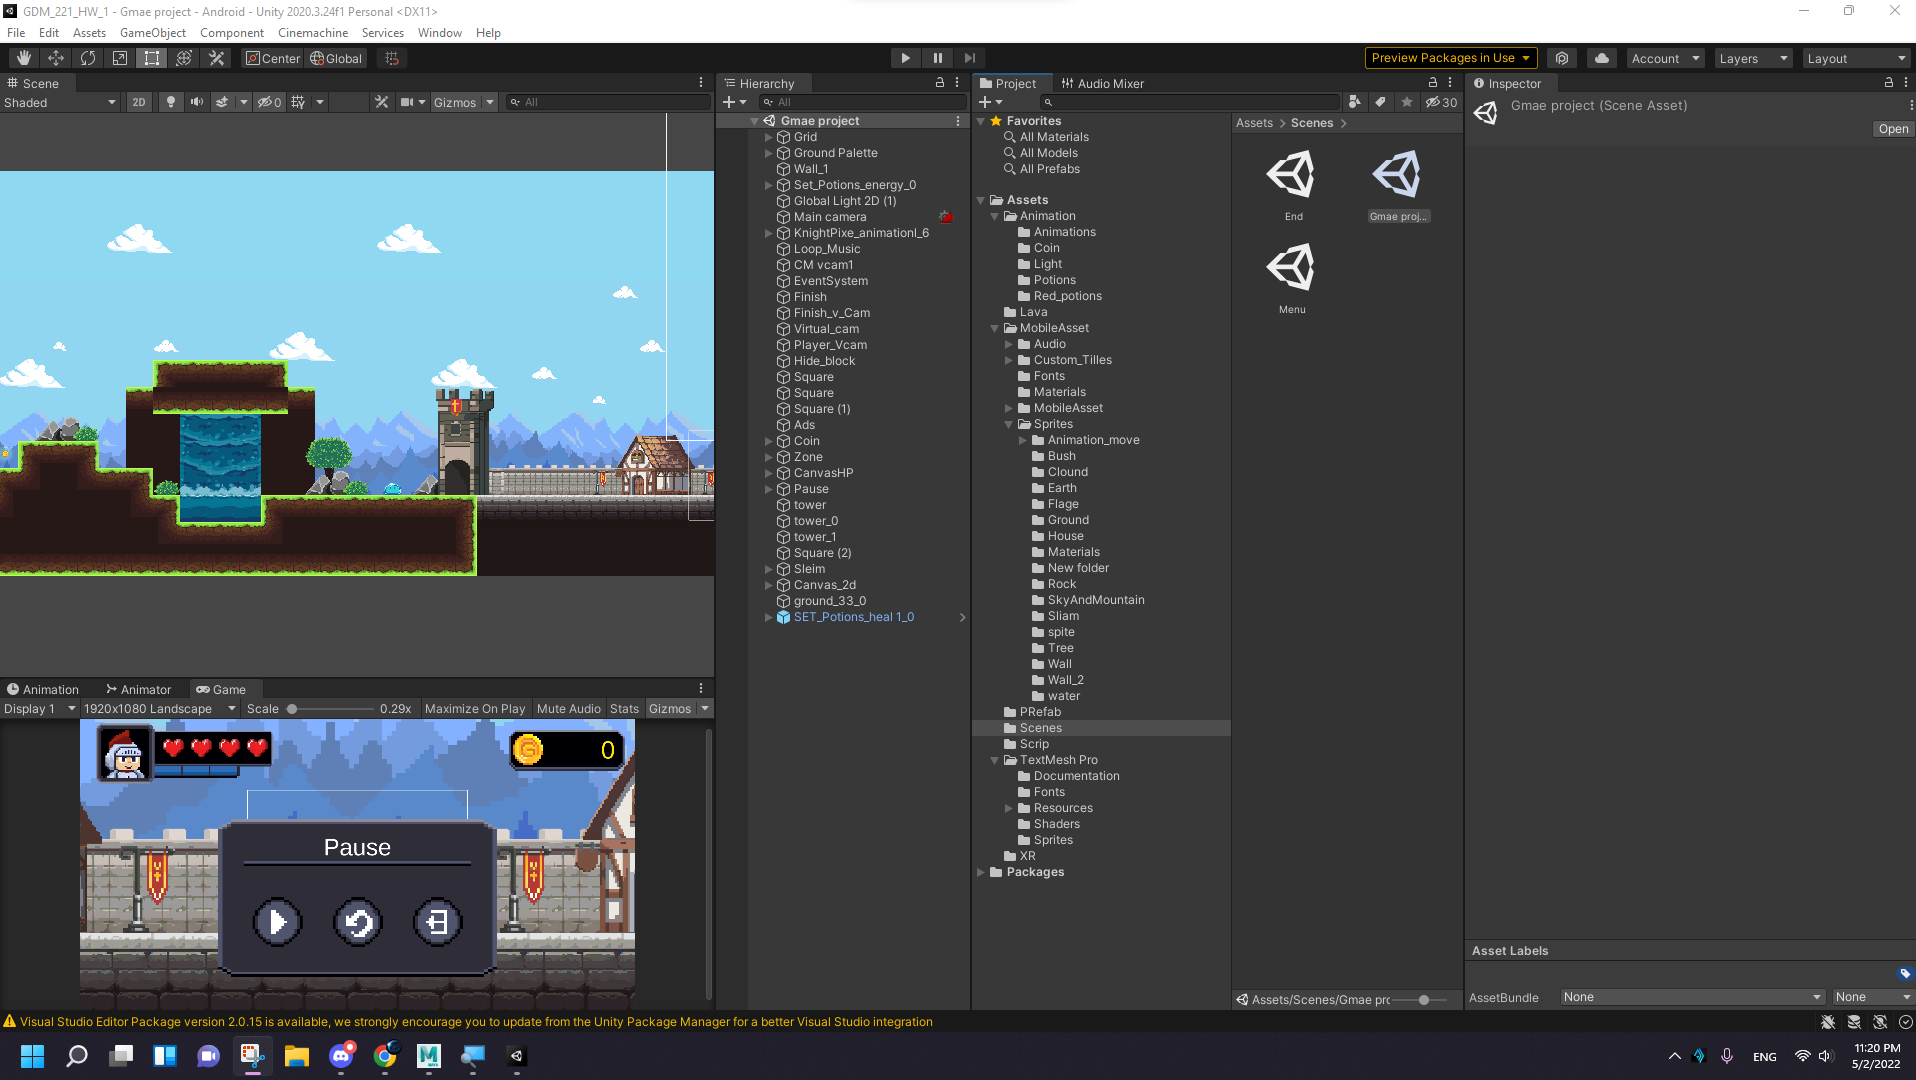 GDM_221_HW_1 - Gmae project - Android - Unity 2020.3.24f1 Personal <DX11>
File Edit Assets GameObject Component Cinemachine Services Window Help
Center Global Preview Packages in Use Account Layers Layout
Scene
Shaded 2D 0 Gizmos All
Hierarchy
All
Gmae project
Grid
Ground Palette
Wall_1
Set_Potions_energy_0
Global Light 2D (1)
Main camera
KnightPixe_animationI_6
Loop_Music
CM vcam1
EventSystem
Finish
Finish_v_Cam
Virtual_cam
Player_Vcam
Hide_block
Square
Square
Square (1)
Ads
Coin
Zone
CanvasHP
Pause
tower
tower_0
tower_1
Square (2)
Sleim
Canvas_2d
ground_33_0
SET_Potions_heal 1_0
Project Audio Mixer
30
Favorites
All Materials
All Models
All Prefabs
Assets
Animation
Animations
Coin
Light
Potions
Red_potions
Lava
MobileAsset
Audio
Custom_Tilles
Fonts
Materials
MobileAsset
Sprites
Animation_move
Bush
Clound
Earth
Flage
Ground
House
Materials
New folder
Rock
SkyAndMountain
Sliam
spite
Tree
Wall
Wall_2
water
PRefab
Scenes
Scrip
TextMesh Pro
Documentation
Fonts
Resources
Shaders
Sprites
XR
Packages
Assets > Scenes >
End
Gmae proj...
Menu
Assets/Scenes/Gmae pro
Inspector
Gmae project (Scene Asset)
Open
Asset Labels
AssetBundle None None
Animation Animator Game
Display 1 1920x1080 Landscape Scale 0.29x Maximize On Play Mute Audio Stats Gizmos
G 0
Pause
Visual Studio Editor Package version 2.0.15 is available, we strongly encourage you to update from the Unity Package Manager for a better Visual Studio integration
ENG
11:20 PM
5/2/2022